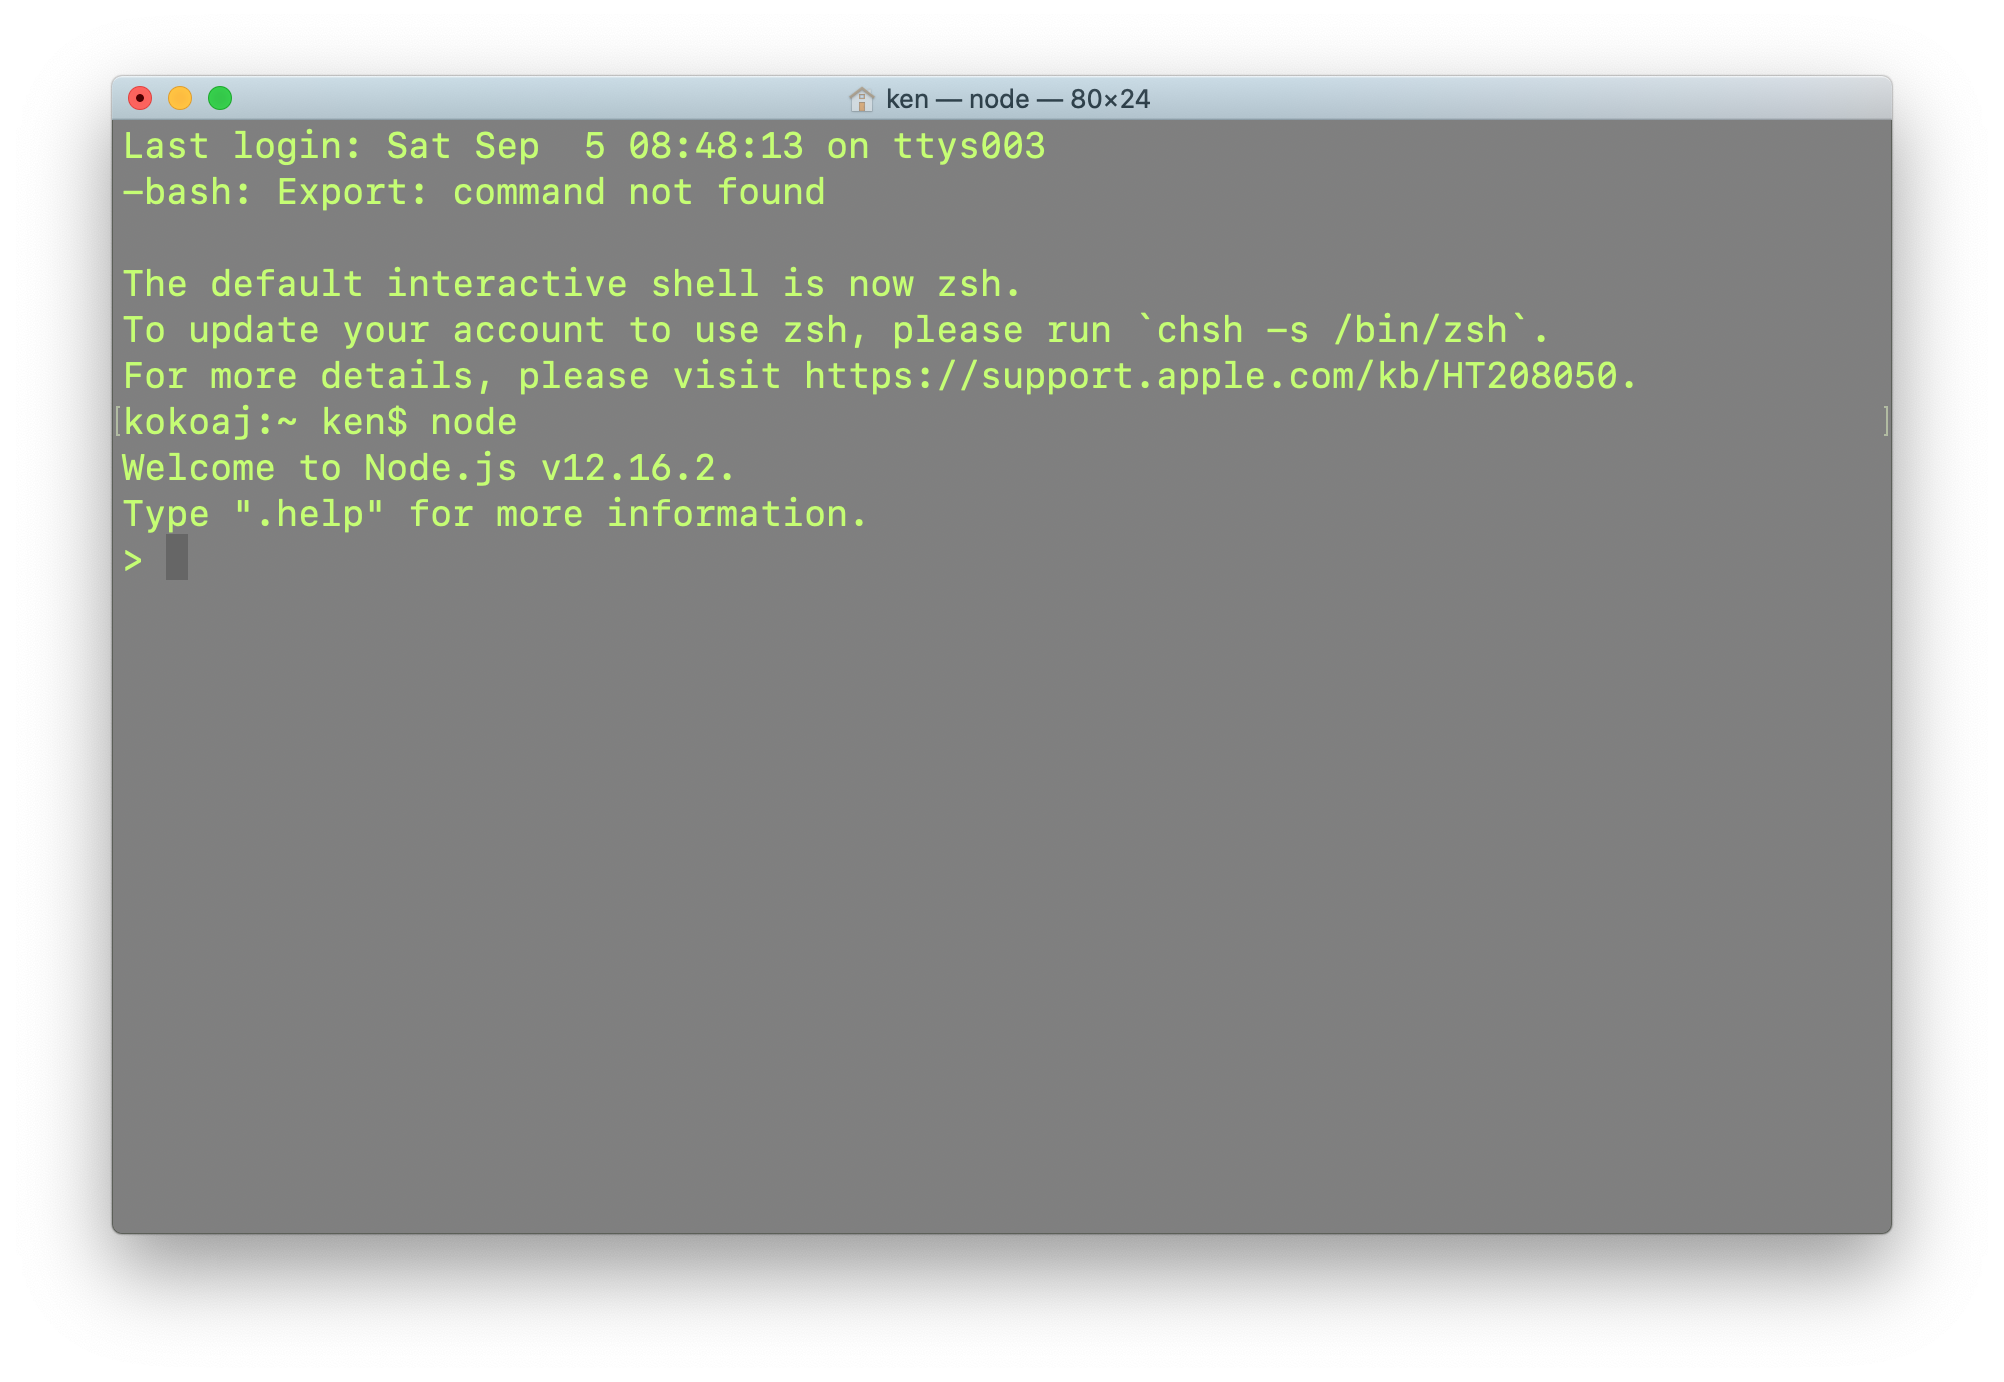 ken — node — 80×24
Last login: Sat Sep  5 08:48:13 on ttys003
-bash: Export: command not found

The default interactive shell is now zsh.
To update your account to use zsh, please run `chsh -s /bin/zsh`.
For more details, please visit https://support.apple.com/kb/HT208050.
[kokoaj:~ ken$ node ]
Welcome to Node.js v12.16.2.
Type ".help" for more information.
>